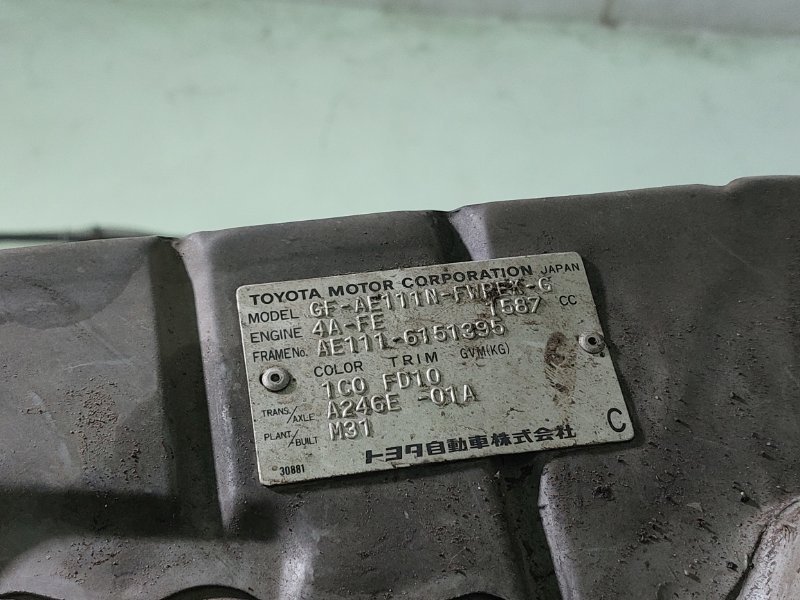 TOYOTA MOTOR CORPORATION JAPAN
MODEL GF-AE111N-FWPEK-G
ENGINE 4A-FE 1587 CC
FRAME No. AE111-6151395
COLOR TRIM GVM(KG)
1C0 FD10
TRANS./AXLE A246E -01A
PLANT/BUILT M31
トヨタ自動車株式会社
30881 C